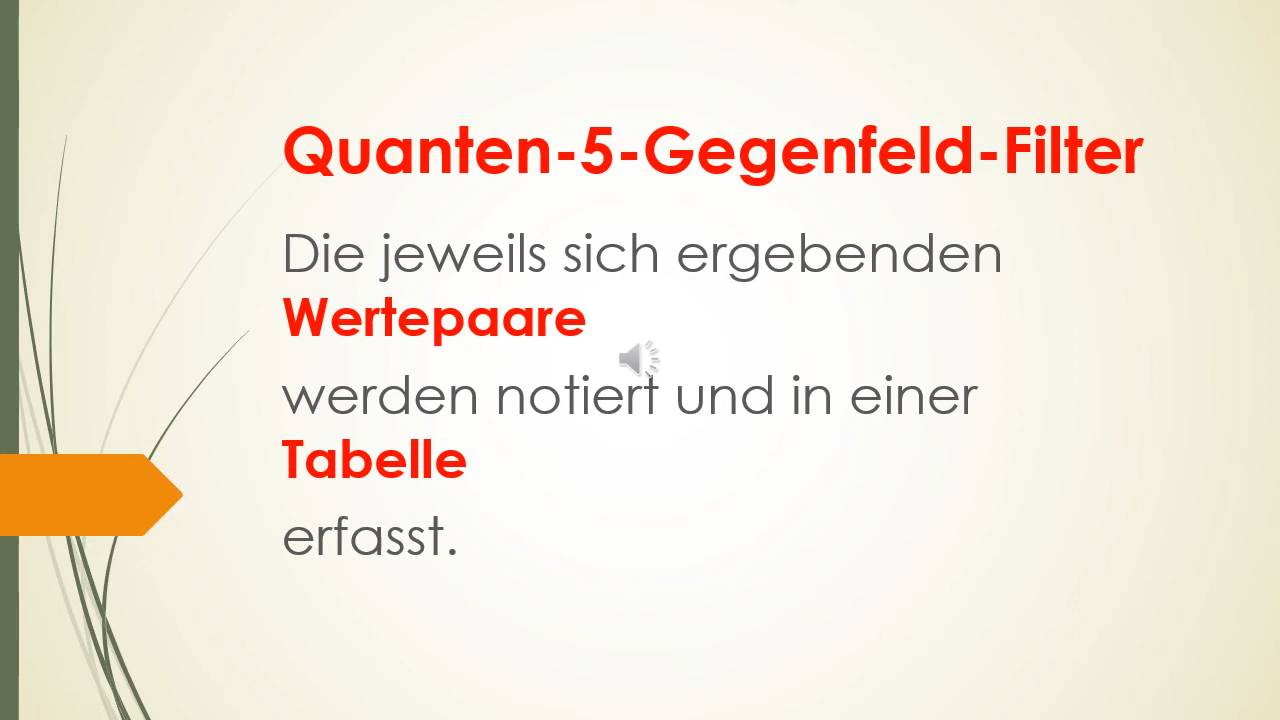 Quanten-5-Gegenfeld-Filter
Die jeweils sich ergebenden
Wertepaare
werden notiert und in einer
Tabelle
erfasst.